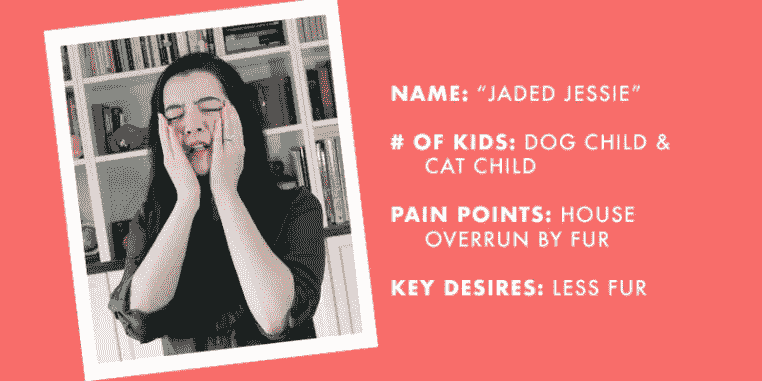 NAME: “JADED JESSIE”
# OF KIDS: DOG CHILD &
CAT CHILD
PAIN POINTS: HOUSE
OVERRUN BY FUR
KEY DESIRES: LESS FUR